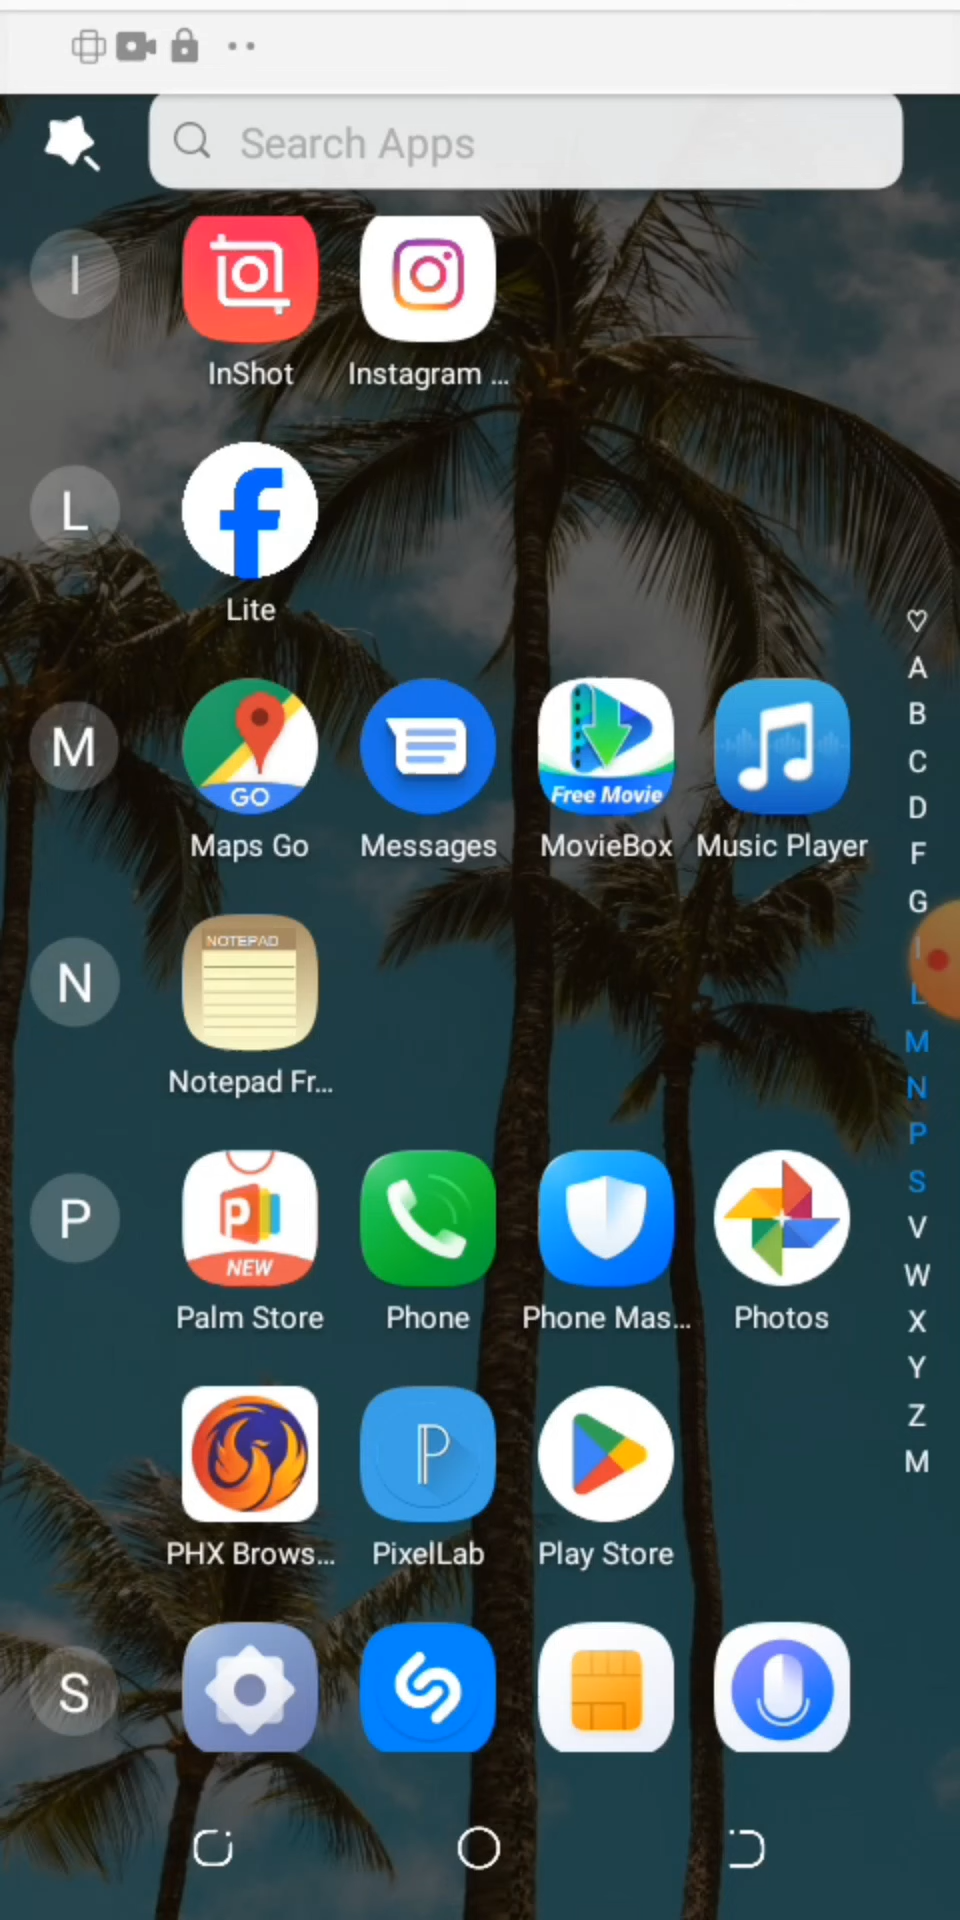 Search Apps
I
InShot
Instagram ...
L
Lite
M
GO
Free Movie
Maps Go
Messages
MovieBox
Music Player
N
NOTEPAD
Notepad Fr...
P
NEW
Palm Store
Phone
Phone Mas...
Photos
PHX Brows...
PixelLab
Play Store
S
A
B
C
D
F
G
I
L
M
N
P
S
V
W
X
Y
Z
M